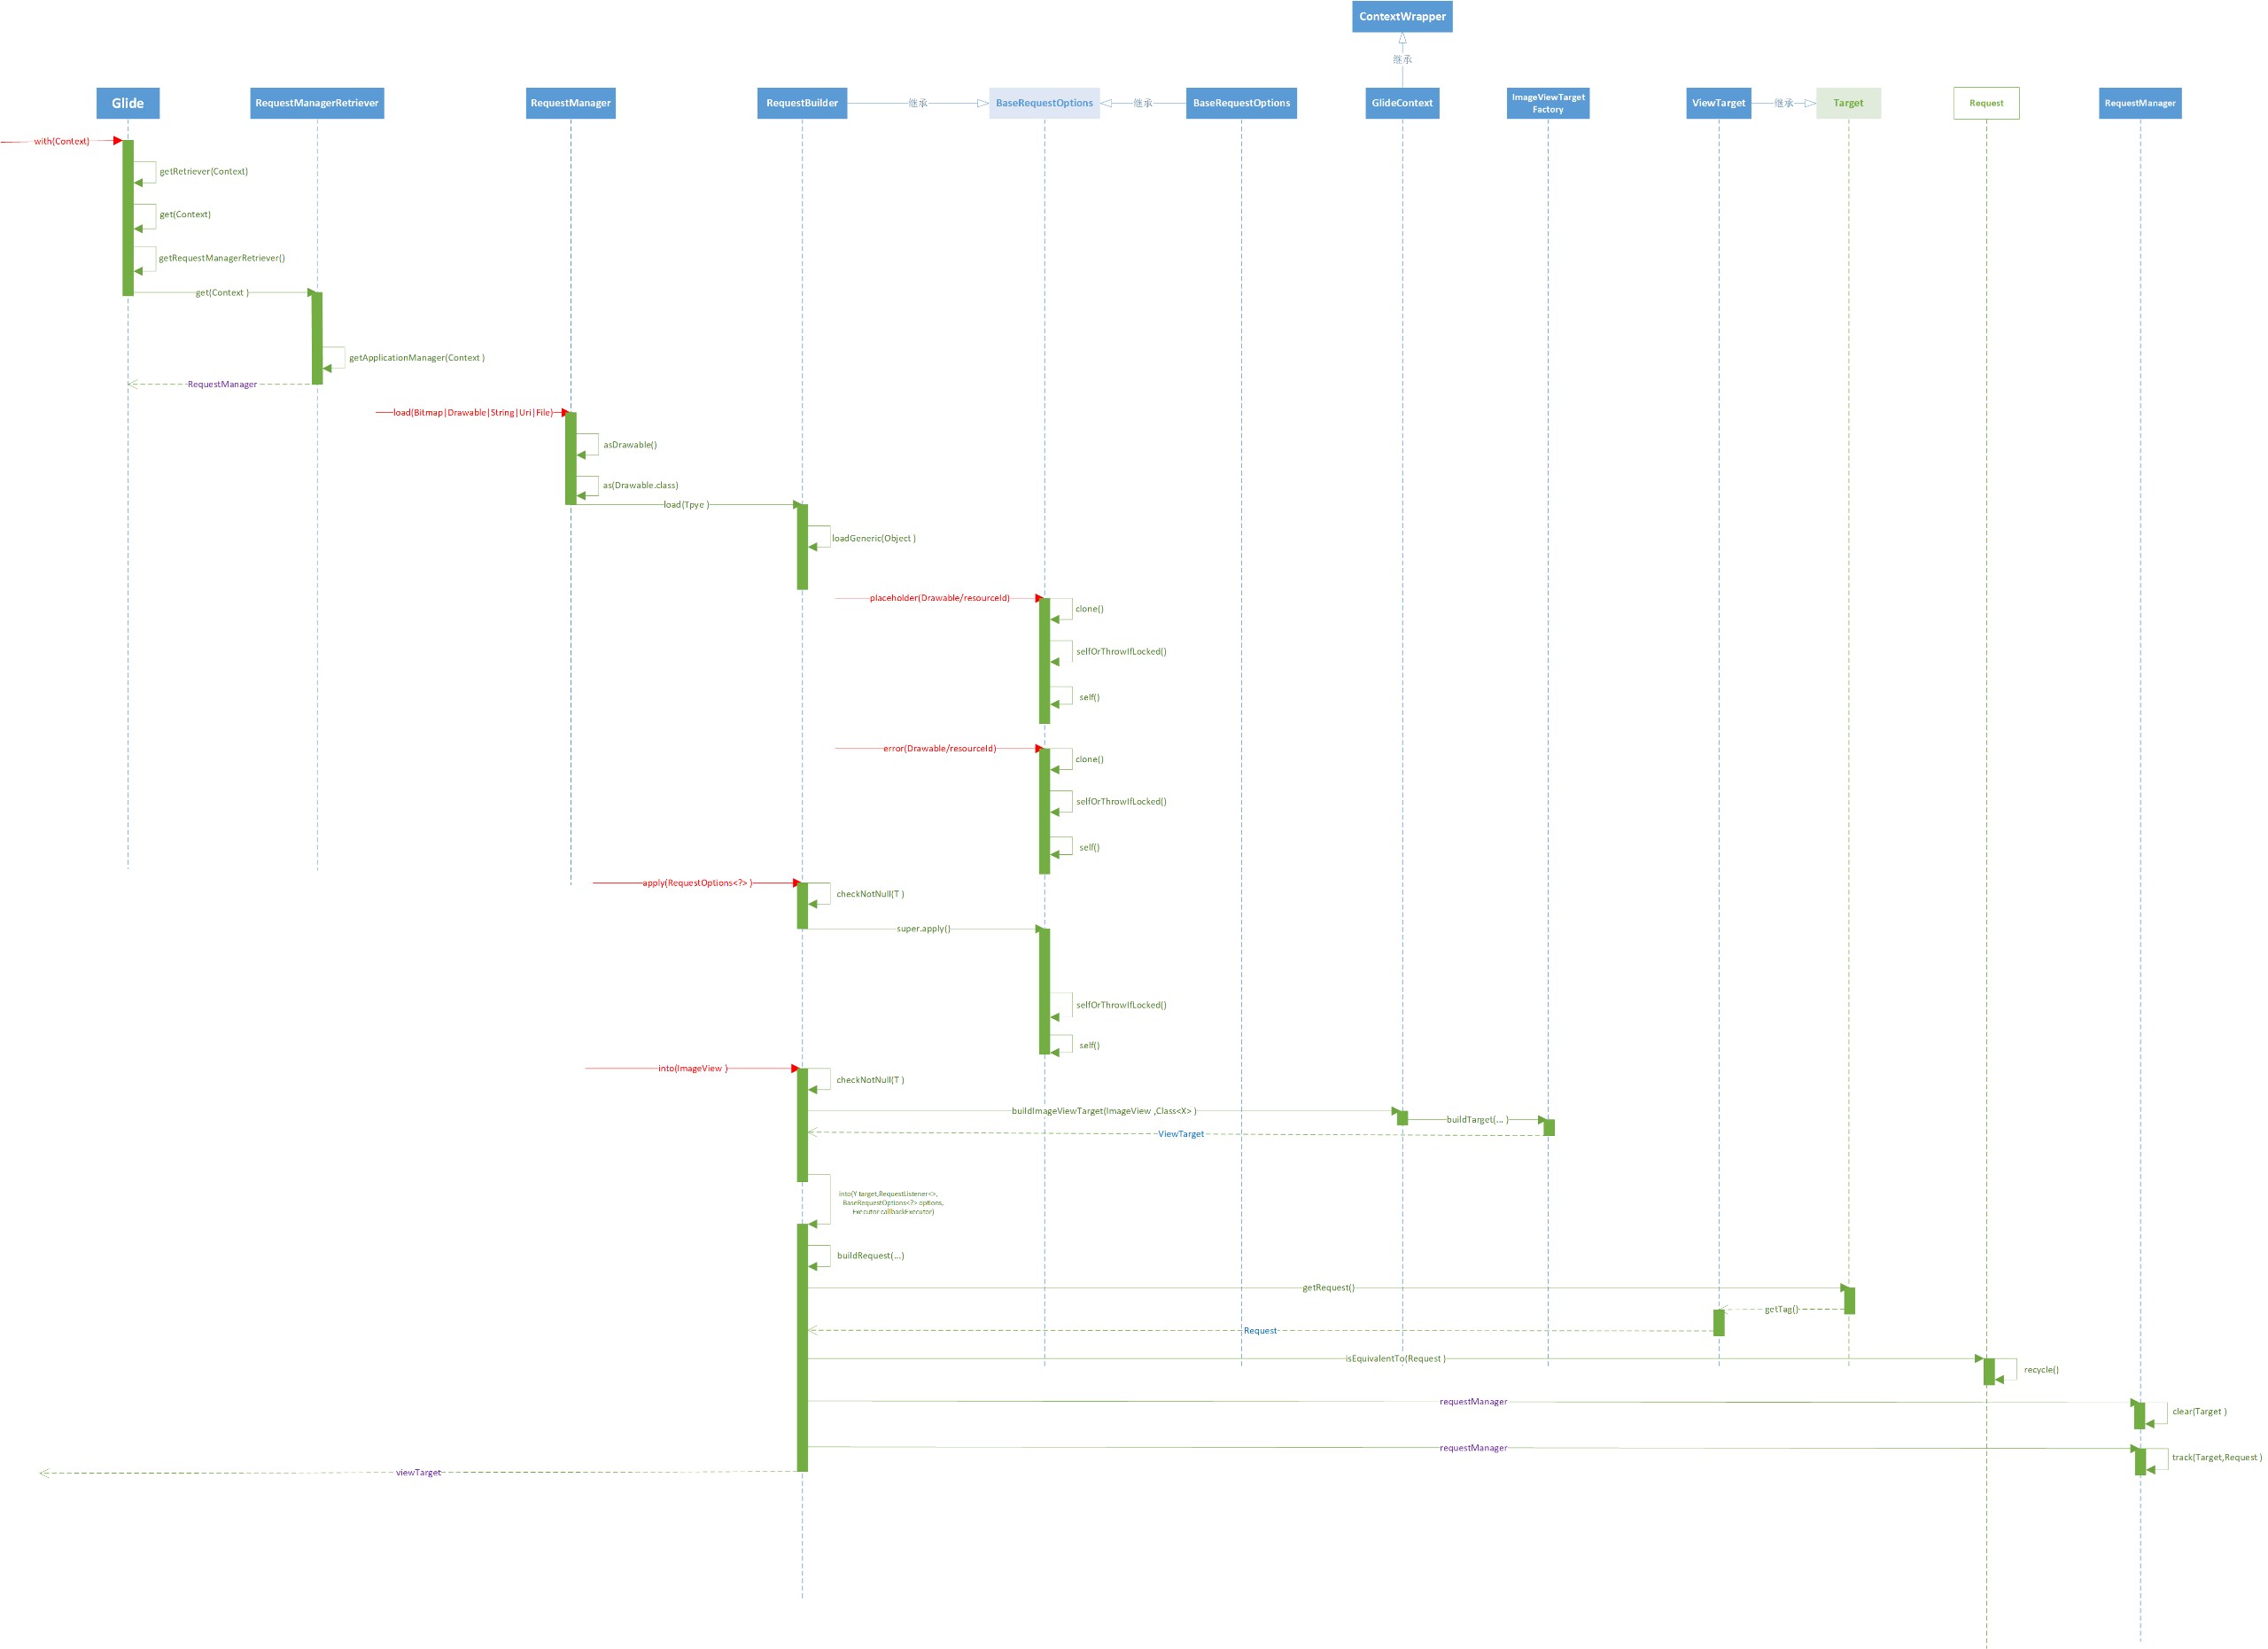 ContextWrapper
继承
Glide
RequestManagerRetriever
RequestManager
RequestBuilder
继承
BaseRequestOptions
继承
BaseRequestOptions
GlideContext
ImageViewTarget
Factory
ViewTarget
继承
Target
Request
RequestManager
with(Context)
getRetriever(Context)
get(Context)
getRequestManagerRetriever()
get(Context )
getApplicationManager(Context )
RequestManager
load(Bitmap|Drawable|String|Uri|File)
asDrawable()
as(Drawable.class)
load(Tpye )
loadGeneric(Object )
placeholder(Drawable/resourceId)
clone()
selfOrThrowIfLocked()
self()
error(Drawable/resourceId)
clone()
selfOrThrowIfLocked()
self()
apply(RequestOptions<?> )
checkNotNull(T )
super.apply()
selfOrThrowIfLocked()
self()
into(ImageView )
checkNotNull(T )
buildImageViewTarget(ImageView ,Class<X> )
buildTarget(... )
ViewTarget
into(Y target,RequestListener<>,
BaseRequestOptions<?> options,
Executor callbackExecutor)
buildRequest(...)
getRequest()
getTag()
Request
isEquivalentTo(Request )
recycle()
requestManager
clear(Target )
requestManager
track(Target,Request )
viewTarget